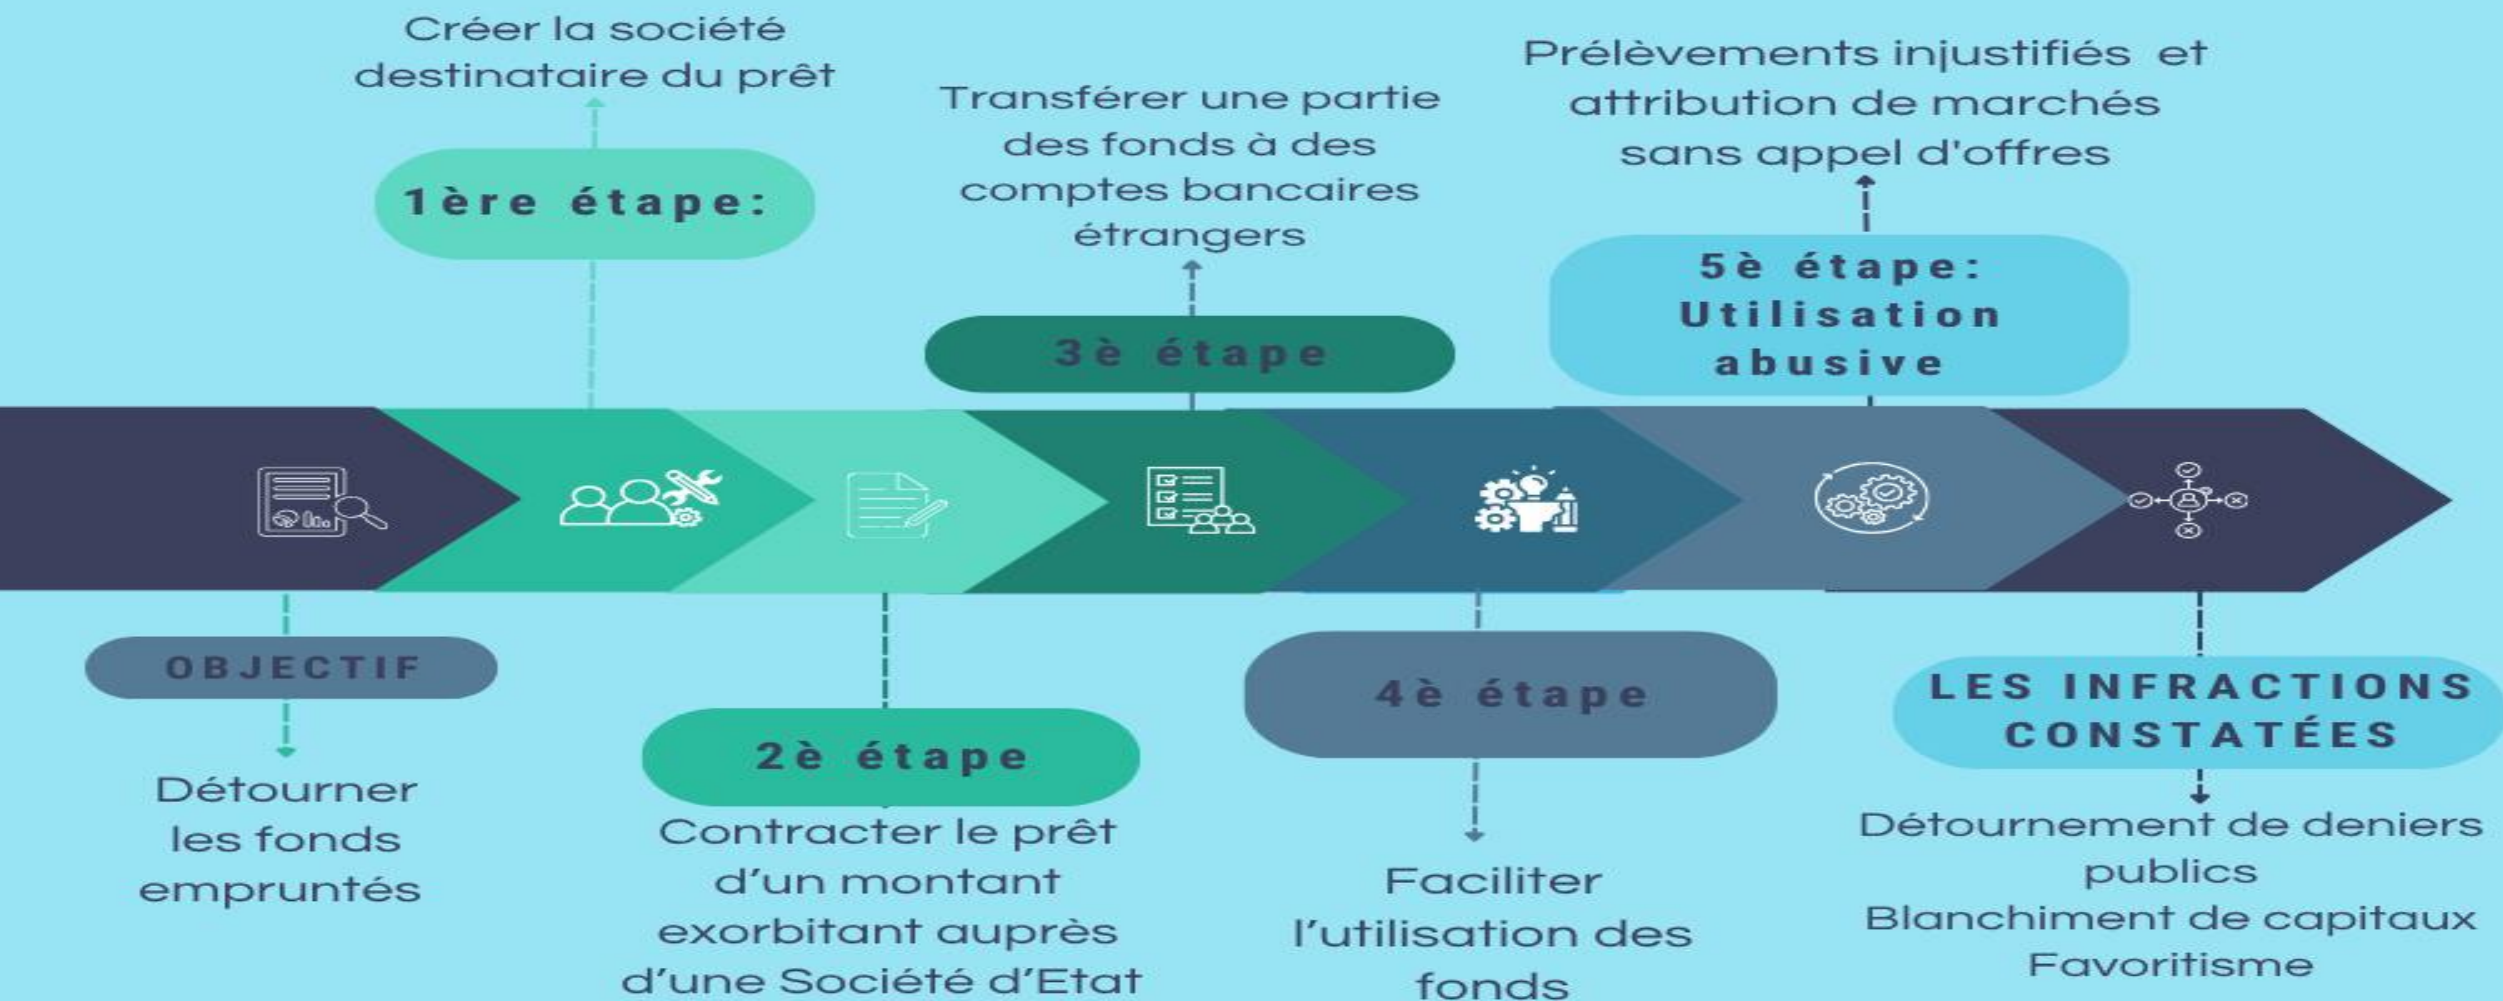 OBJECTIF
Détourner
les fonds
empruntés
1ère étape:
Créer la société
destinataire du prêt
2è étape
Contracter le prêt
d'un montant
exorbitant auprès
d'une Société d'Etat
3è étape
Transférer une partie
des fonds à des
comptes bancaires
étrangers
4è étape
Faciliter
l'utilisation des
fonds
5è étape:
Utilisation
abusive
Prélèvements injustifiés et
attribution de marchés
sans appel d'offres
LES INFRACTIONS
CONSTATÉES
Détournement de deniers
publics
Blanchiment de capitaux
Favoritisme